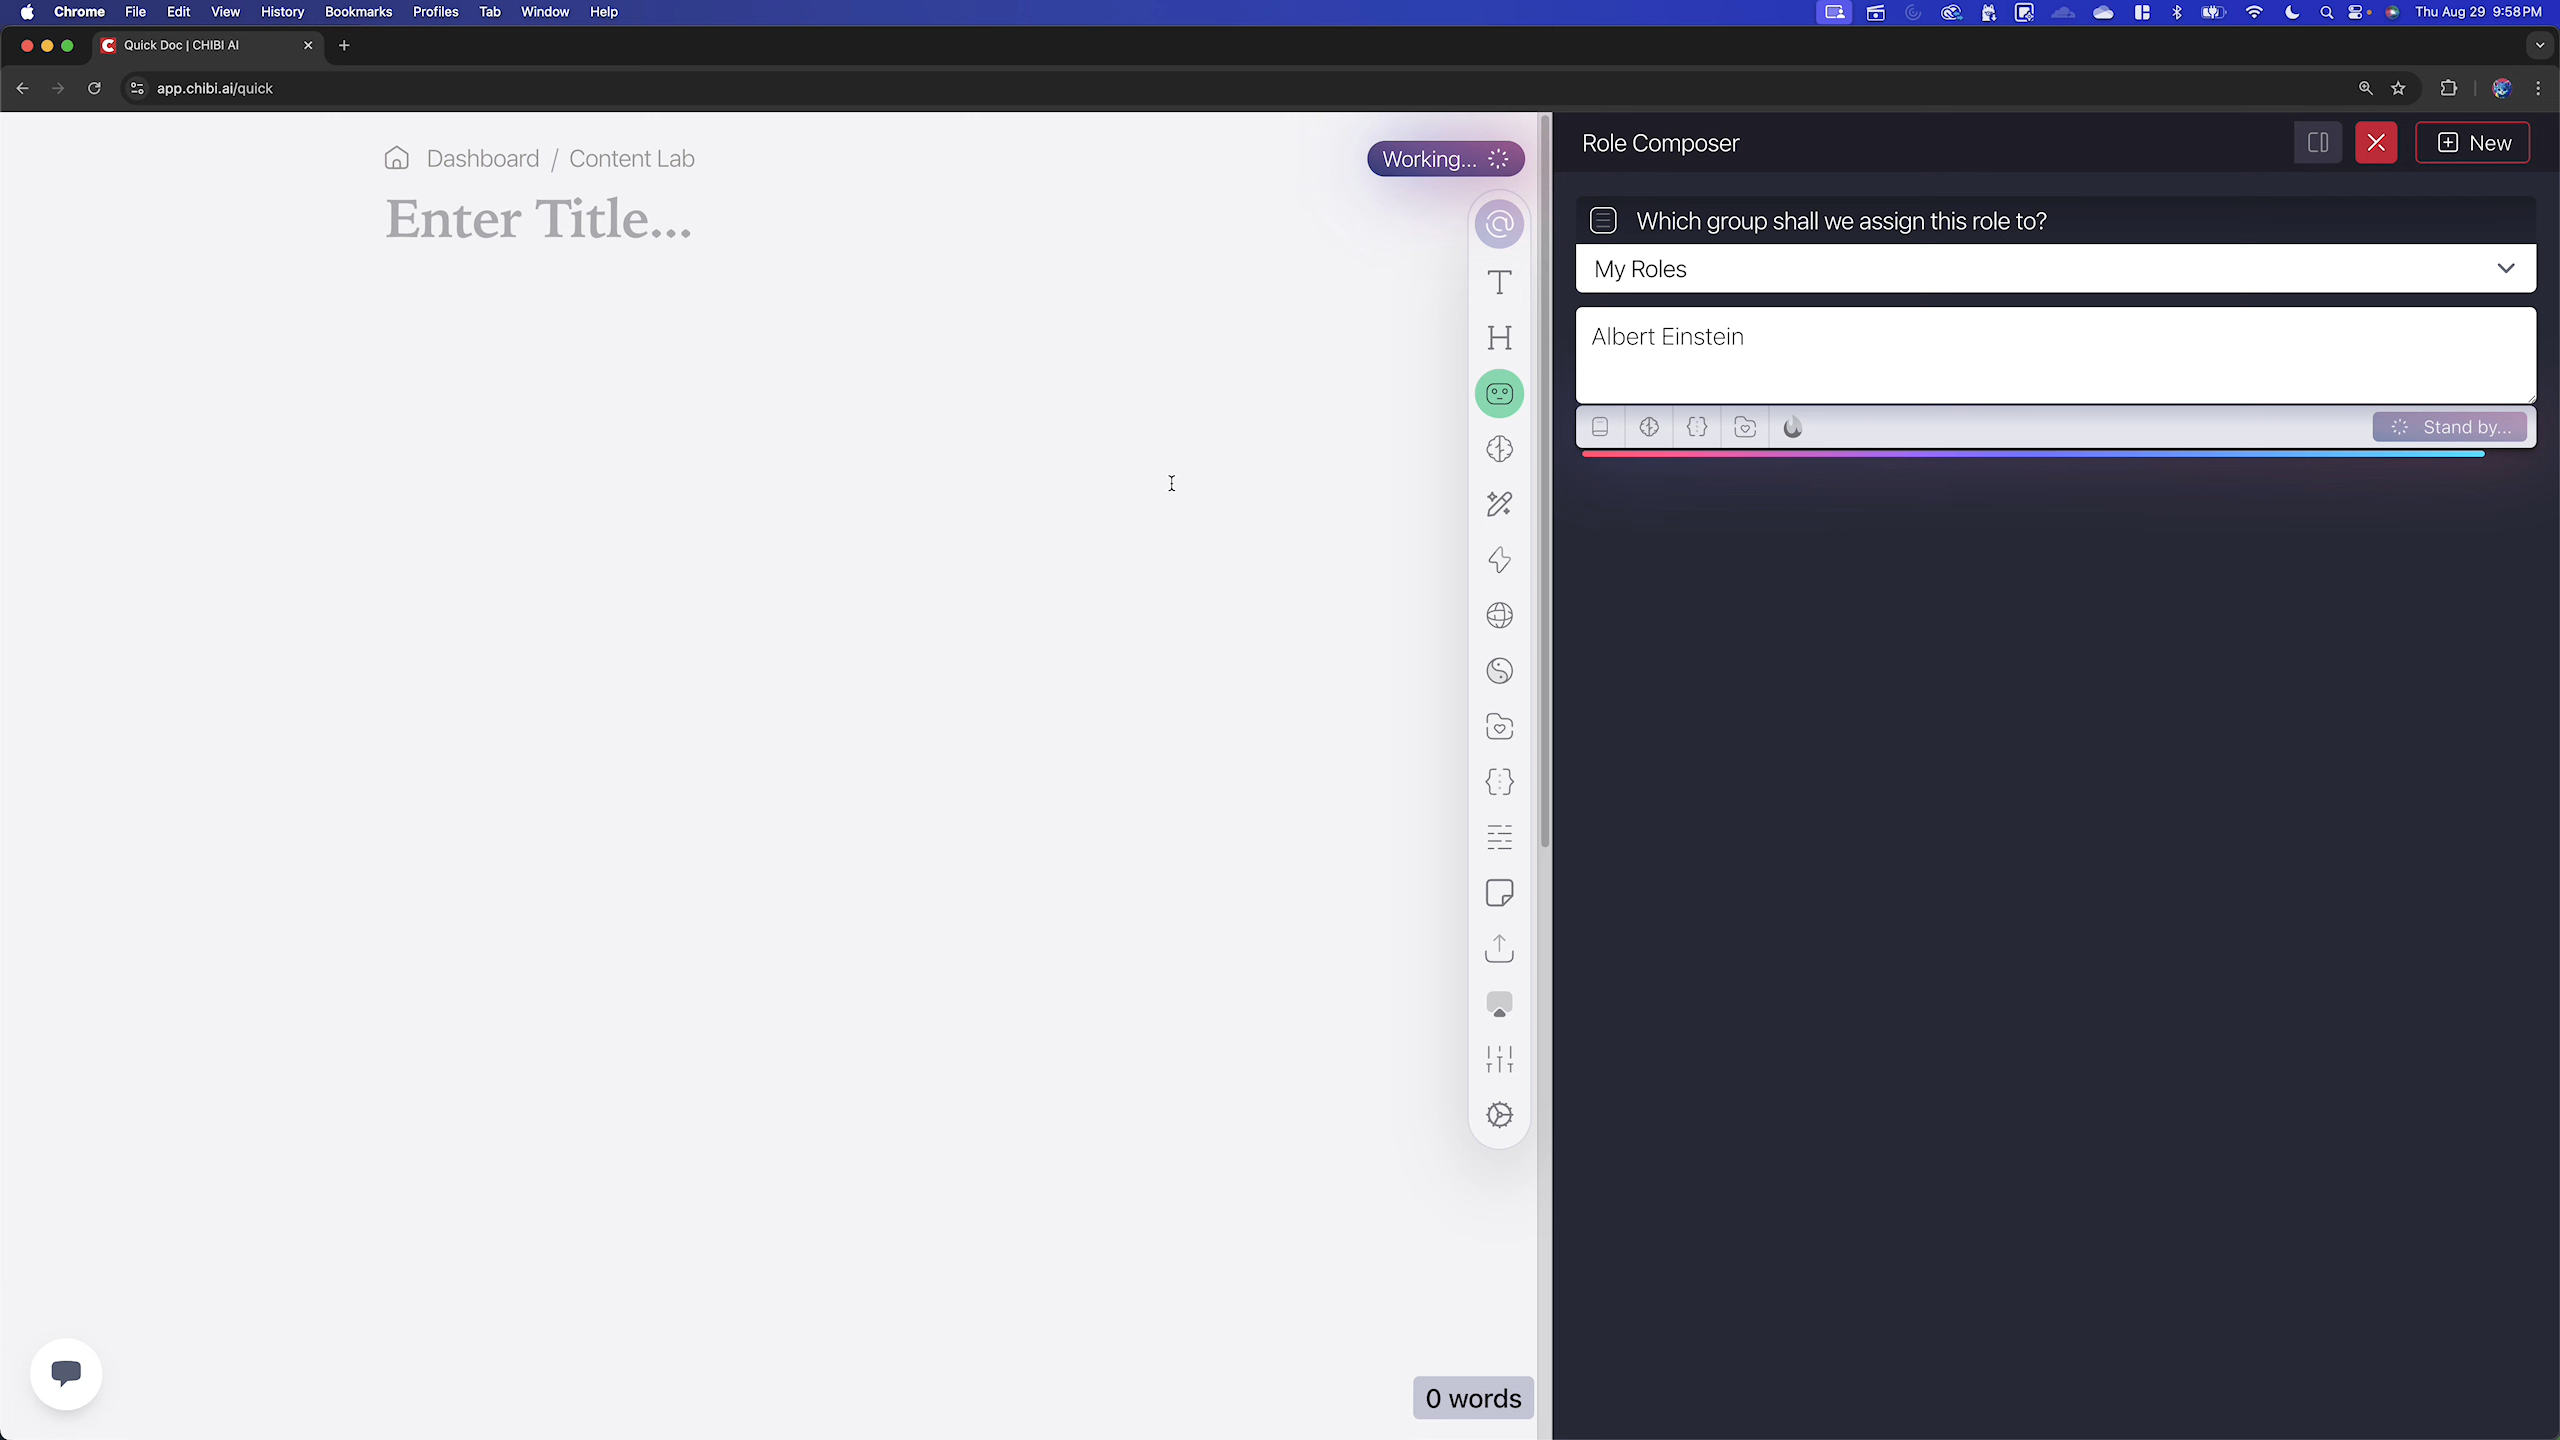 Chrome File Edit View History Bookmarks Profiles Tab Window Help Thu Aug 29 9:58 PM
Quick Doc | CHIBI AI
app.chibi.ai/quick
Dashboard / Content Lab
Working...
Enter Title...
T
H
0 words
Role Composer
New
Which group shall we assign this role to?
My Roles
Albert Einstein
Stand by...